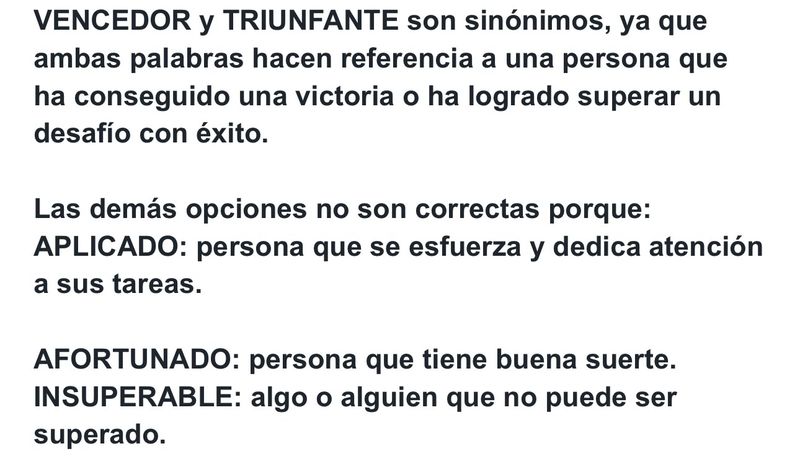 VENCEDOR y TRIUNFANTE son sinónimos, ya que
ambas palabras hacen referencia a una persona que
ha conseguido una victoria o ha logrado superar un
desafío con éxito.
Las demás opciones no son correctas porque:
APLICADO: persona que se esfuerza y dedica atención
a sus tareas.
AFORTUNADO: persona que tiene buena suerte.
INSUPERABLE: algo o alguien que no puede ser
superado.